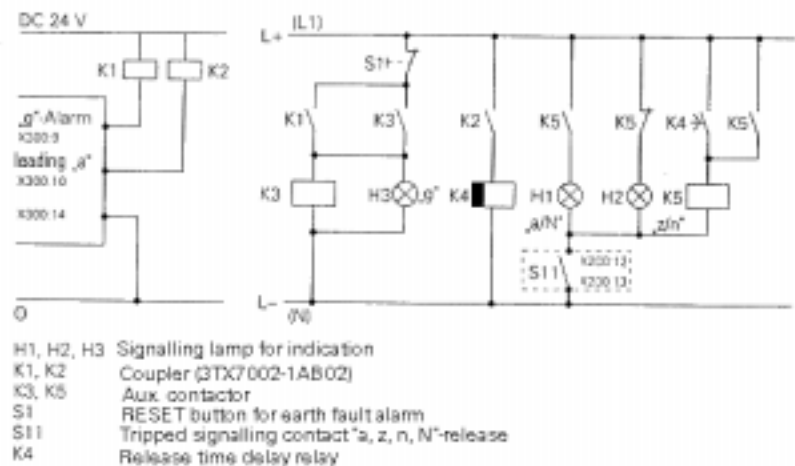 DC 24 V
L+ (L1)
K1 K2
S1
„g"-Alarm
X300:9
leading „a"
X300:10
X300:14
K1 K3 K2 K5 K5 K4 K5
K3 H3 „g" K4 H1 H2 K5
„a/N" „z/n"
S11 X200:12
X200:13
L–
(N)
0
H1, H2, H3 Signalling lamp for indication
K1, K2 Coupler (3TX7002-1AB02)
K3, K5 Aux. contactor
S1 RESET button for earth fault alarm
S11 Tripped signalling contact "a, z, n, N"-release
K4 Release time delay relay